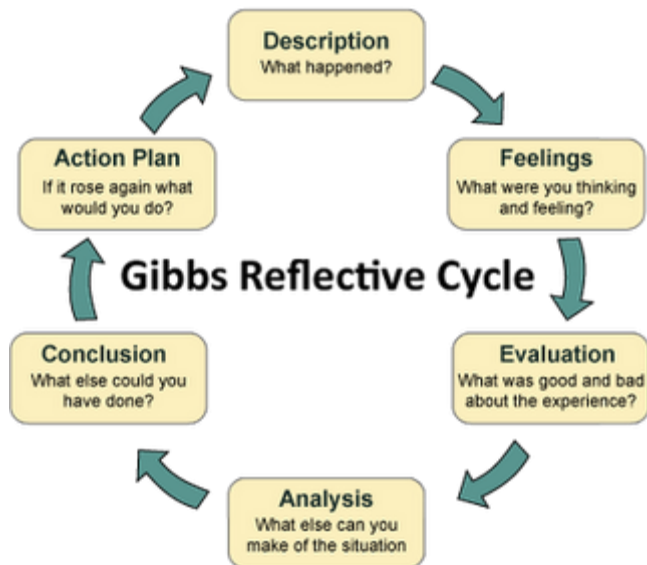 Description
What happened?
Feelings
What were you thinking
and feeling?
Evaluation
What was good and bad
about the experience?
Analysis
What else can you
make of the situation
Conclusion
What else could you
have done?
Action Plan
If it rose again what
would you do?
Gibbs Reflective Cycle